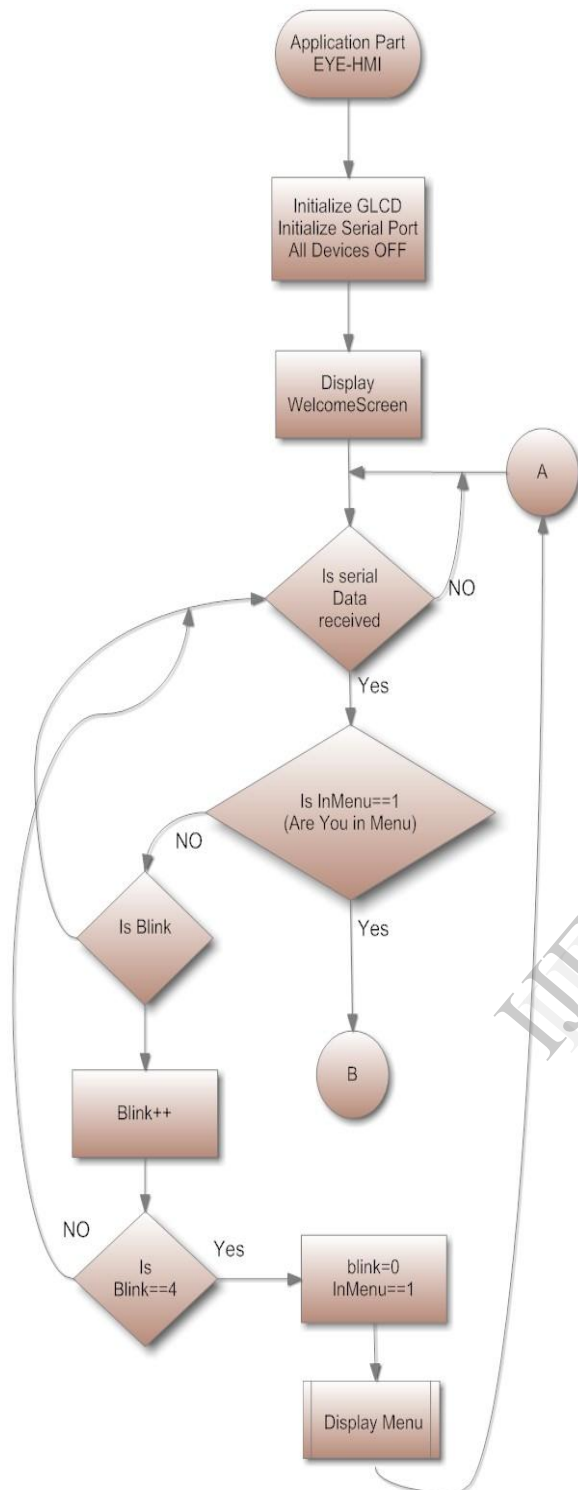 Application Part
EYE-HMI
Initialize GLCD
Initialize Serial Port
All Devices OFF
Display
WelcomeScreen
A
Is serial
Data
received
NO
Yes
Is InMenu==1
(Are You in Menu)
NO
Yes
Is Blink
B
Blink++
NO
Is
Blink==4
Yes
blink=0
InMenu==1
Display Menu